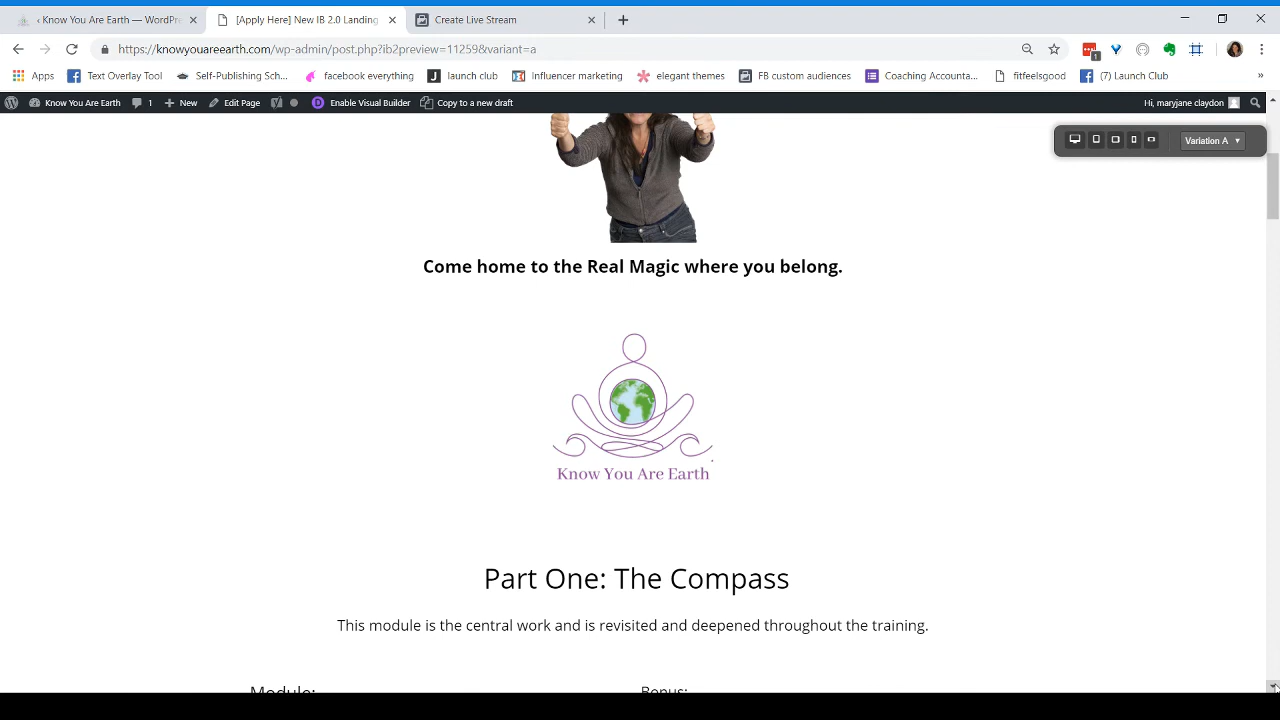 ‹ Know You Are Earth — WordPre
[Apply Here] New IB 2.0 Landing
Create Live Stream
https://knowyouareearth.com/wp-admin/post.php?ib2preview=11259&variant=a
1
Apps
Text Overlay Tool
Self-Publishing Sch...
facebook everything
launch club
Influencer marketing
elegant themes
FB custom audiences
Coaching Accounta...
fitfeelsgood
(7) Launch Club
»
Know You Are Earth
1
New
Edit Page
Enable Visual Builder
Copy to a new draft
Hi, maryjane claydon
Variation A
Come home to the Real Magic where you belong.
Know You Are Earth
Part One: The Compass
This module is the central work and is revisited and deepened throughout the training.
Module:
Bonus: